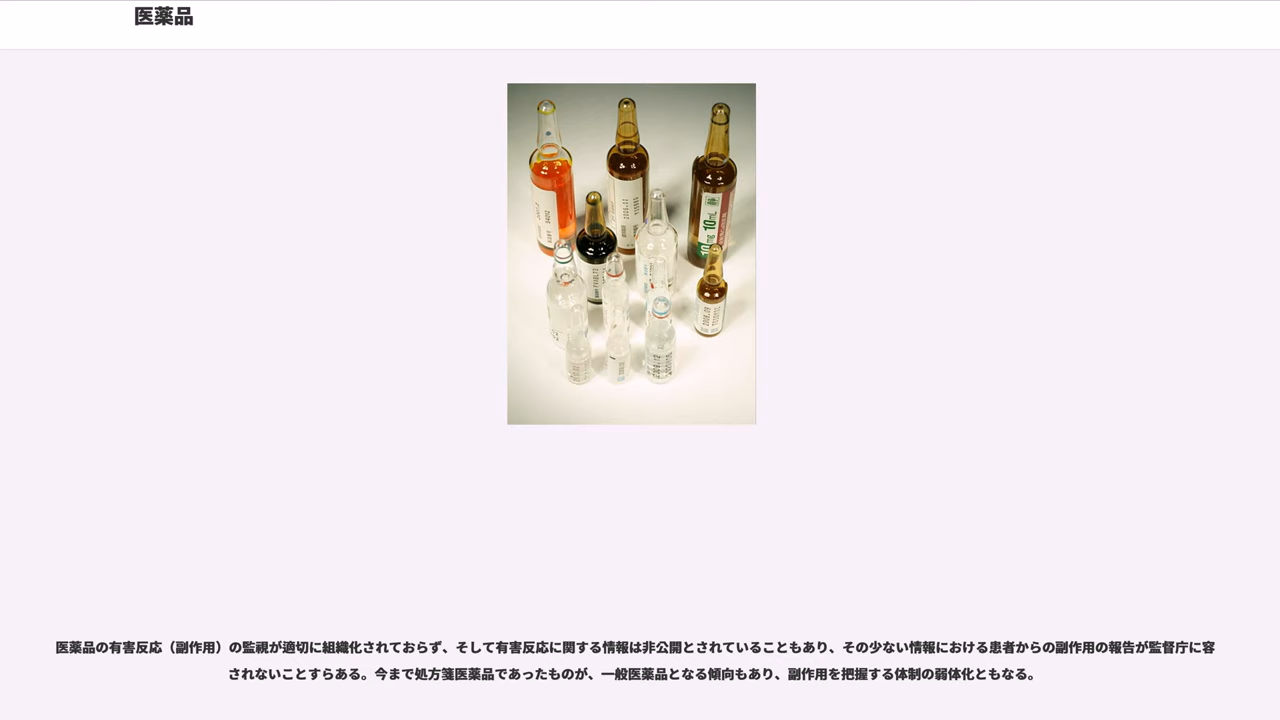 医薬品
10mL
医薬品の有害反応（副作用）の監視が適切に組織化されておらず、そして有害反応に関する情報は非公開とされていることもあり、その少ない情報における患者からの副作用の報告が監督庁に容
されないことすらある。今まで処方箋医薬品であったものが、一般医薬品となる傾向もあり、副作用を把握する体制の弱体化ともなる。